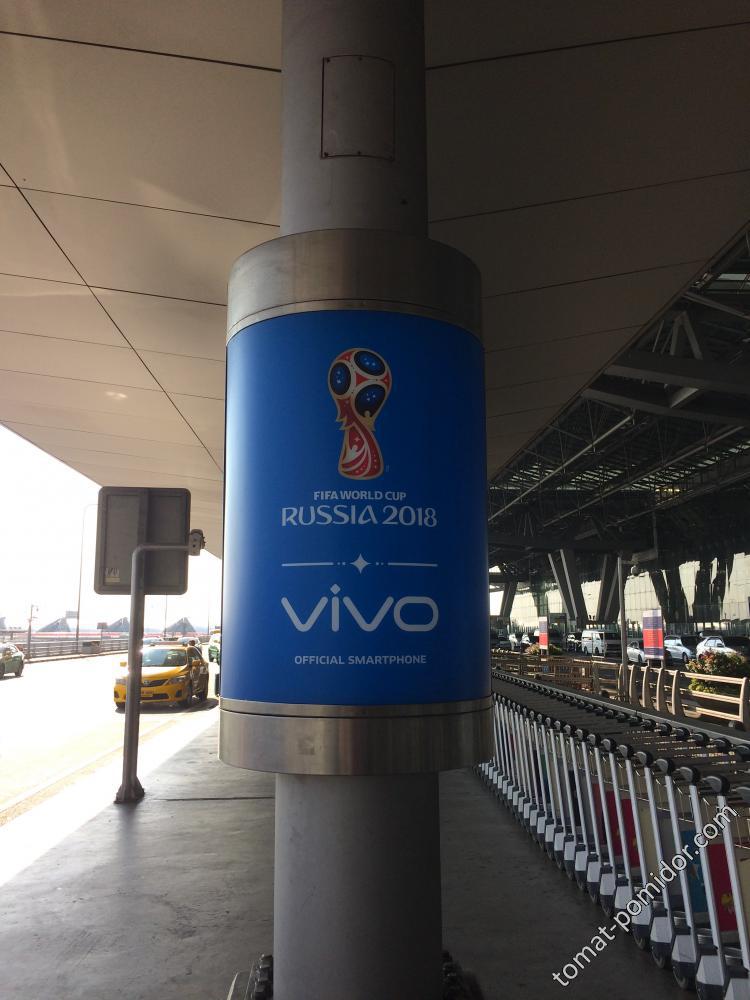 FIFA WORLD CUP
RUSSIA 2018
vivo
OFFICIAL SMARTPHONE
tomat-pomidor.com